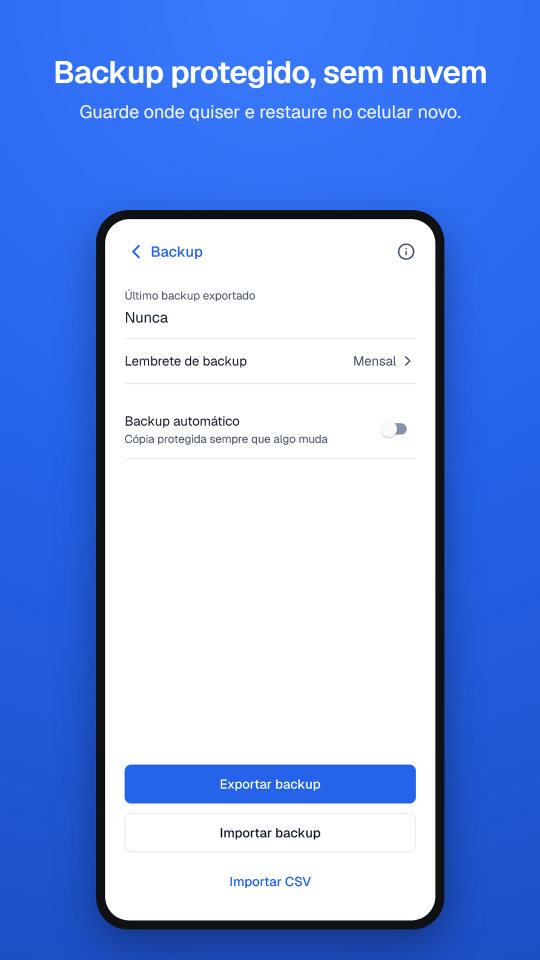 Backup protegido, sem nuvem
Guarde onde quiser e restaure no celular novo.
Backup
Último backup exportado
Nunca
Lembrete de backup Mensal
Backup automático
Cópia protegida sempre que algo muda
Exportar backup
Importar backup
Importar CSV